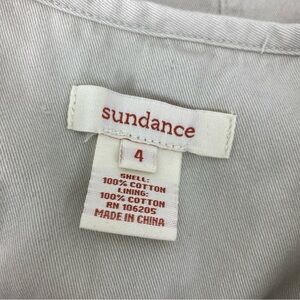 sundance
4
SHELL:
100% COTTON
LINING:
100% COTTON
RN 106205
MADE IN CHINA